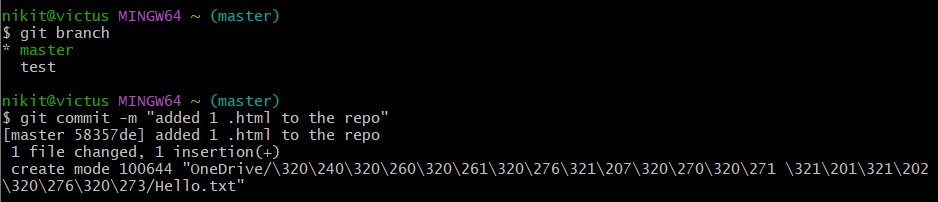 nikit@victus MINGW64 ~ (master)
$ git branch
* master
  test
nikit@victus MINGW64 ~ (master)
$ git commit -m "added 1 .html to the repo"
[master 58357de] added 1 .html to the repo
 1 file changed, 1 insertion(+)
 create mode 100644 "OneDrive/\320\240\320\260\320\261\320\276\321\207\320\270\320\271 \321\201\321\202
\320\276\320\273/Hello.txt"